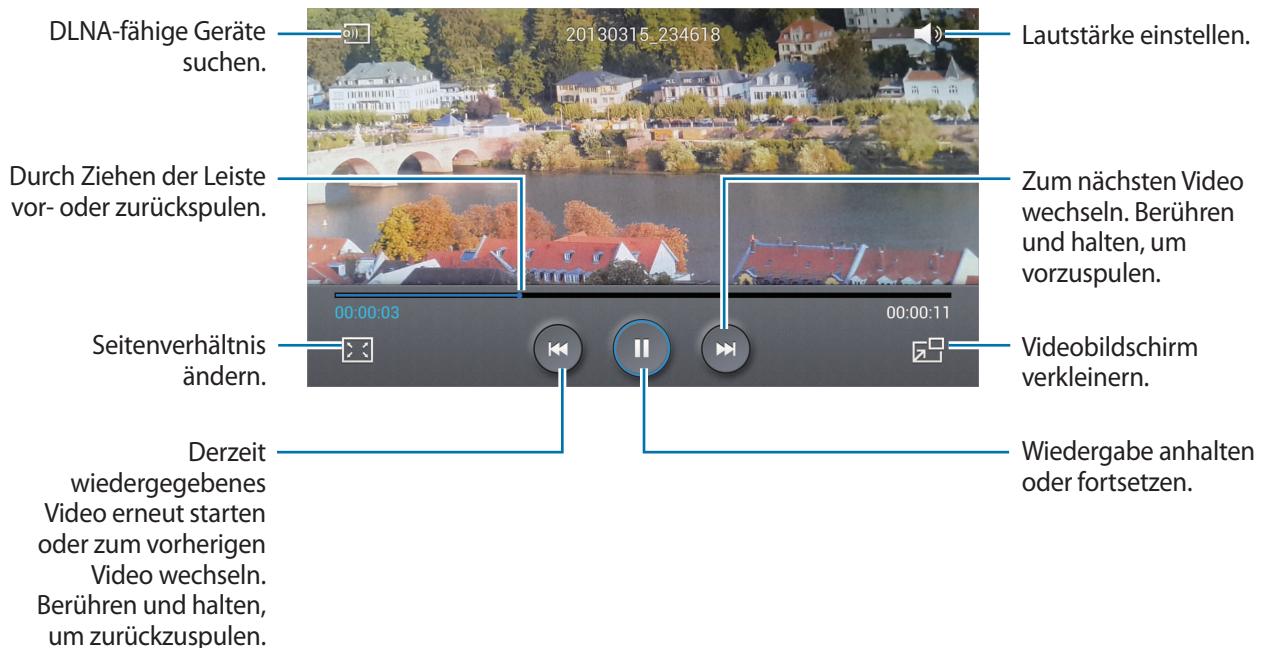 DLNA-fähige Geräte
suchen.
20130315_234618
Lautstärke einstellen.
Durch Ziehen der Leiste
vor- oder zurückspulen.
Zum nächsten Video
wechseln. Berühren
und halten, um
vorzuspulen.
00:00:03
00:00:11
Seitenverhältnis
ändern.
Videobildschirm
verkleinern.
Derzeit
wiedergegebenes
Video erneut starten
oder zum vorherigen
Video wechseln.
Berühren und halten,
um zurückzuspulen.
Wiedergabe anhalten
oder fortsetzen.